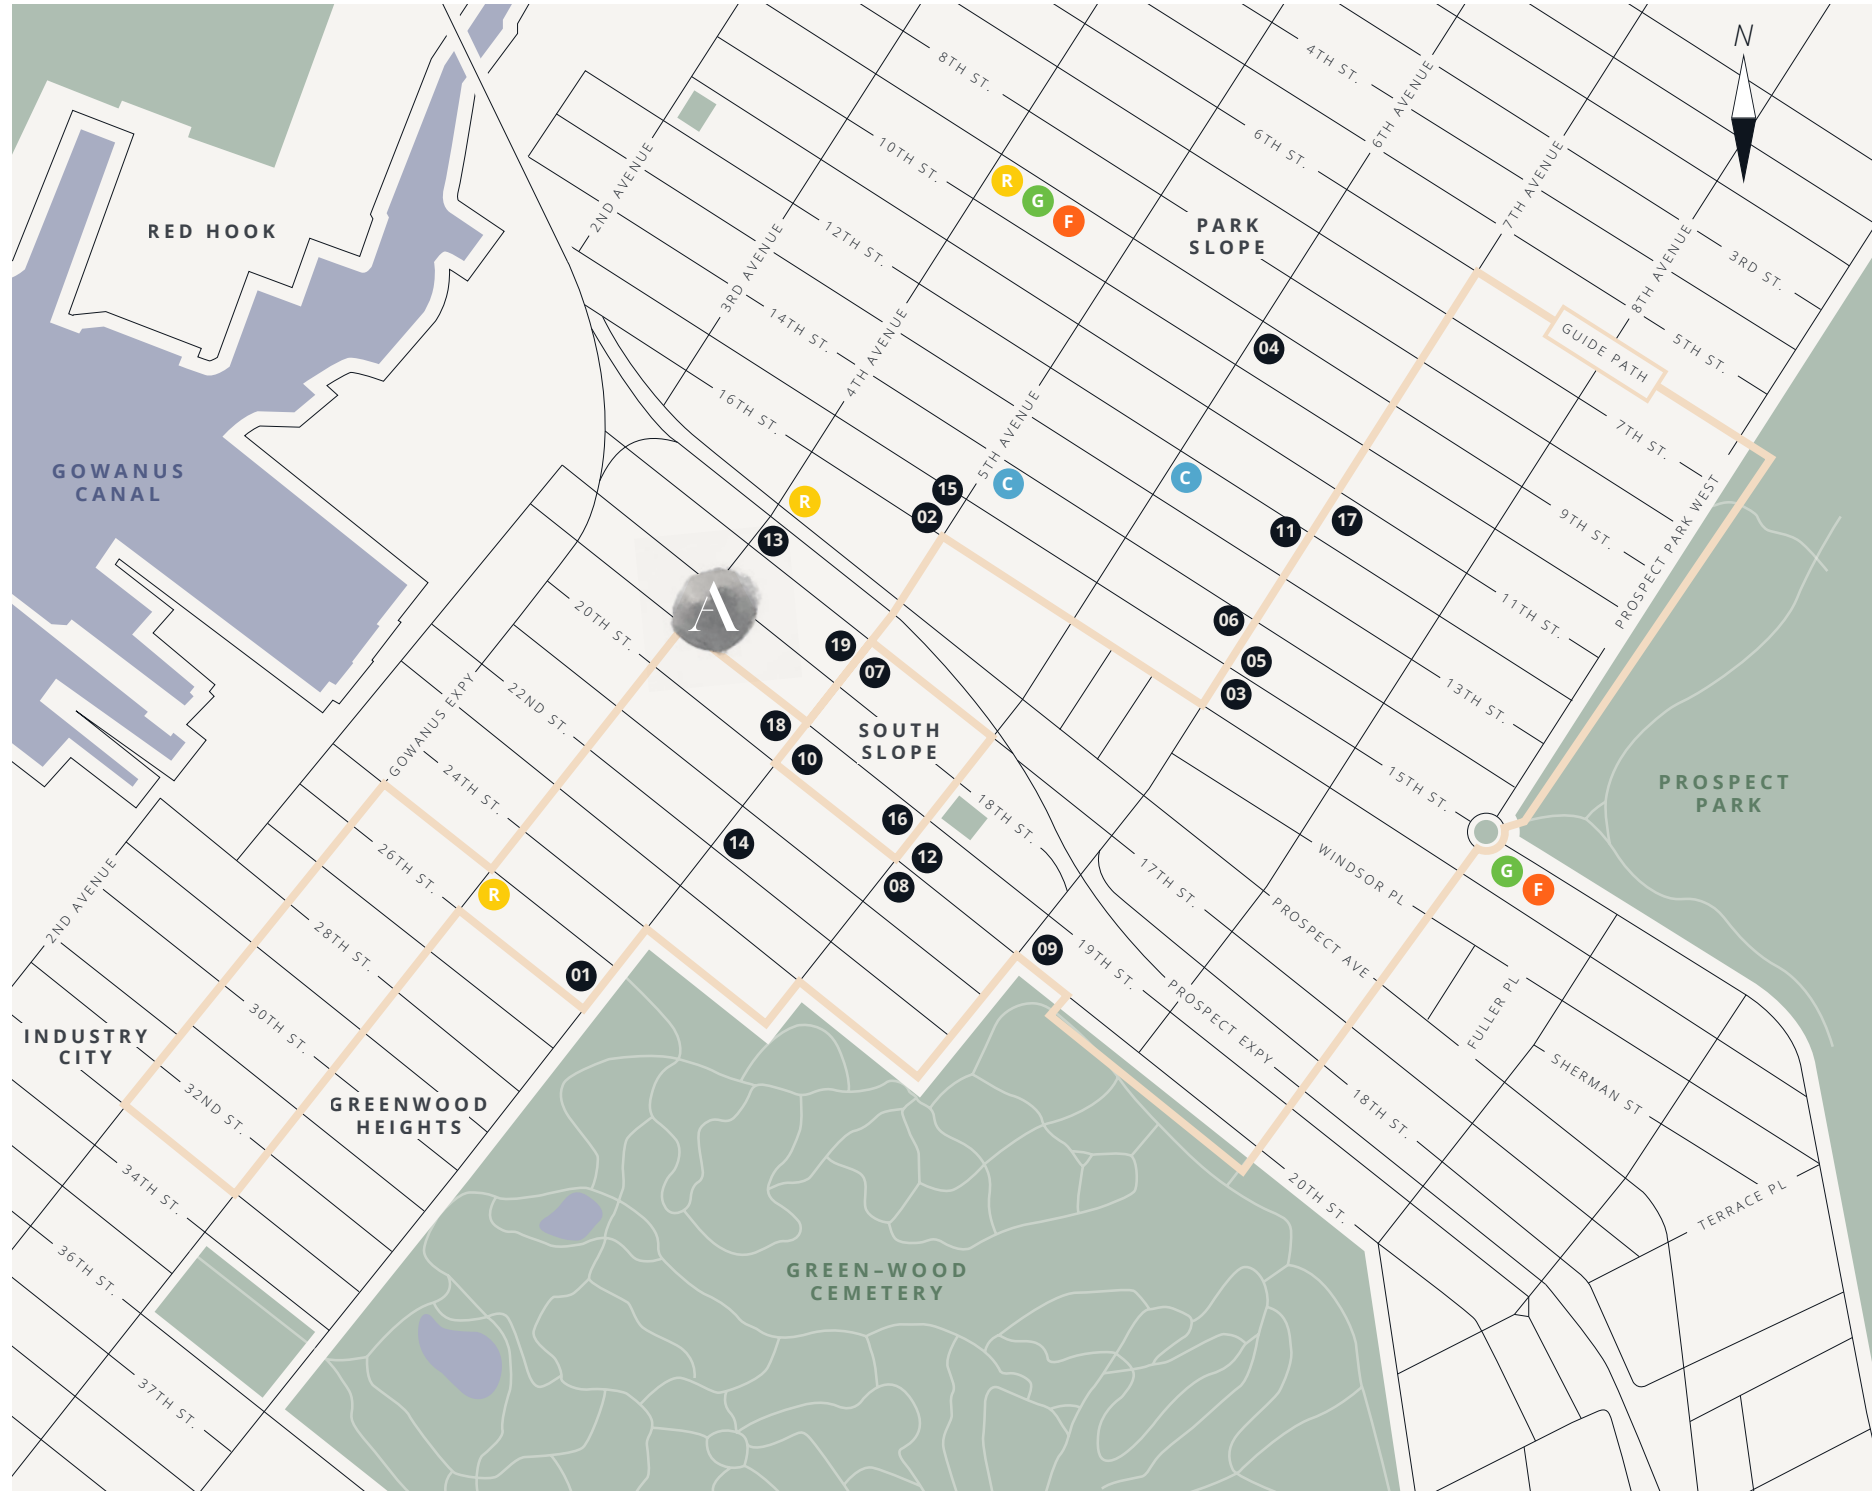 N
4TH ST.
8TH ST.
6TH AVENUE
6TH ST.
10TH ST.
2ND AVENUE
7TH AVENUE
R
G
F
RED HOOK
PARK
SLOPE
12TH ST.
3RD AVENUE
8TH AVENUE
3RD ST.
14TH ST.
4TH AVENUE
GUIDE PATH
5TH ST.
04
16TH ST.
5TH AVENUE
7TH ST.
GOWANUS
CANAL
C
C
15
02
R
13
17
11
9TH ST.
PROSPECT PARK WEST
A
20TH ST.
11TH ST.
06
19
07
05
03
13TH ST.
22ND ST.
GOWANUS EXPY
18
10
SOUTH
SLOPE
24TH ST.
15TH ST.
PROSPECT
PARK
16
18TH ST.
14
12
08
26TH ST.
R
2ND AVENUE
17TH ST.
WINDSOR PL
G
F
PROSPECT AVE
28TH ST.
01
09
19TH ST.
PROSPECT EXPY
FULLER PL
30TH ST.
INDUSTRY
CITY
32ND ST.
GREENWOOD
HEIGHTS
18TH ST.
SHERMAN ST
34TH ST.
20TH ST.
TERRACE PL
36TH ST.
GREEN–WOOD
CEMETERY
37TH ST.